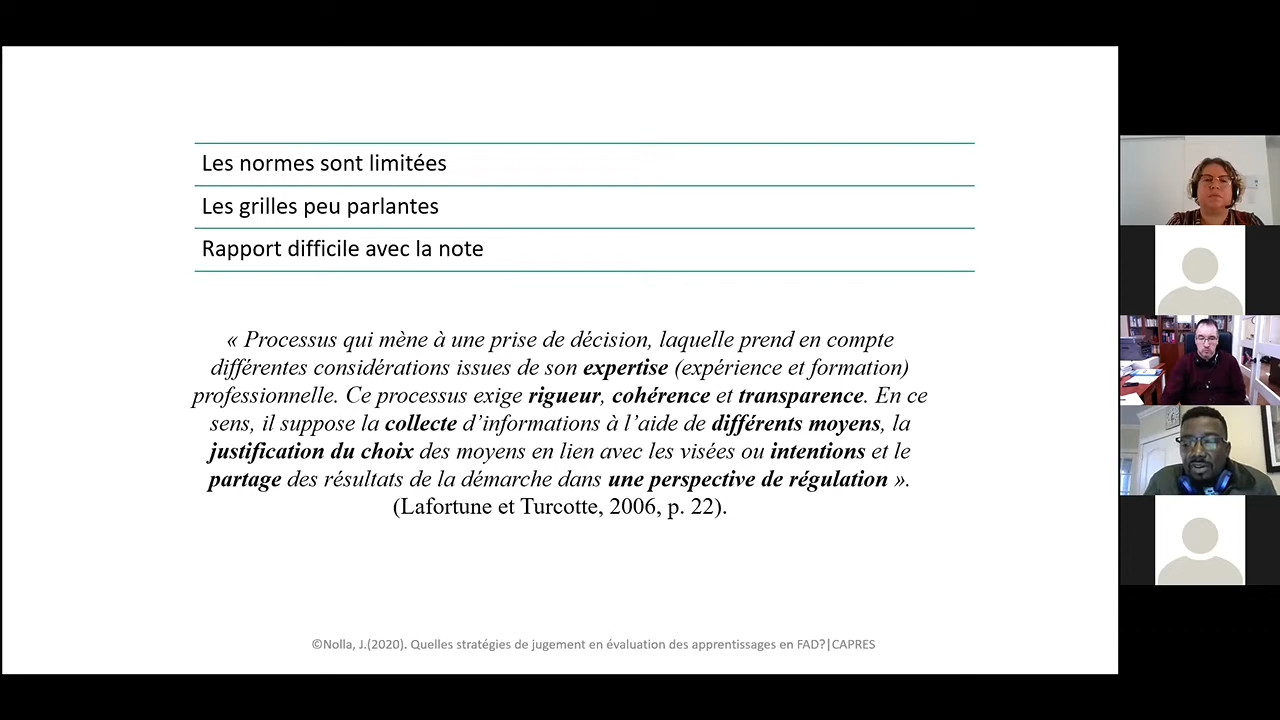 Les normes sont limitées
Les grilles peu parlantes
Rapport difficile avec la note
« Processus qui mène à une prise de décision, laquelle prend en compte
différentes considérations issues de son expertise (expérience et formation)
professionnelle. Ce processus exige rigueur, cohérence et transparence. En ce
sens, il suppose la collecte d’informations à l’aide de différents moyens, la
justification du choix des moyens en lien avec les visées ou intentions et le
partage des résultats de la démarche dans une perspective de régulation ».
(Lafortune et Turcotte, 2006, p. 22).
©Nolla, J.(2020). Quelles stratégies de jugement en évaluation des apprentissages en FAD?|CAPRES